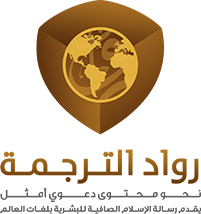 رواد الترجمة
نحو محتوى دعوي أمثل
يقدم رسالة الإسلام الصافية للبشرية بلغات العالم